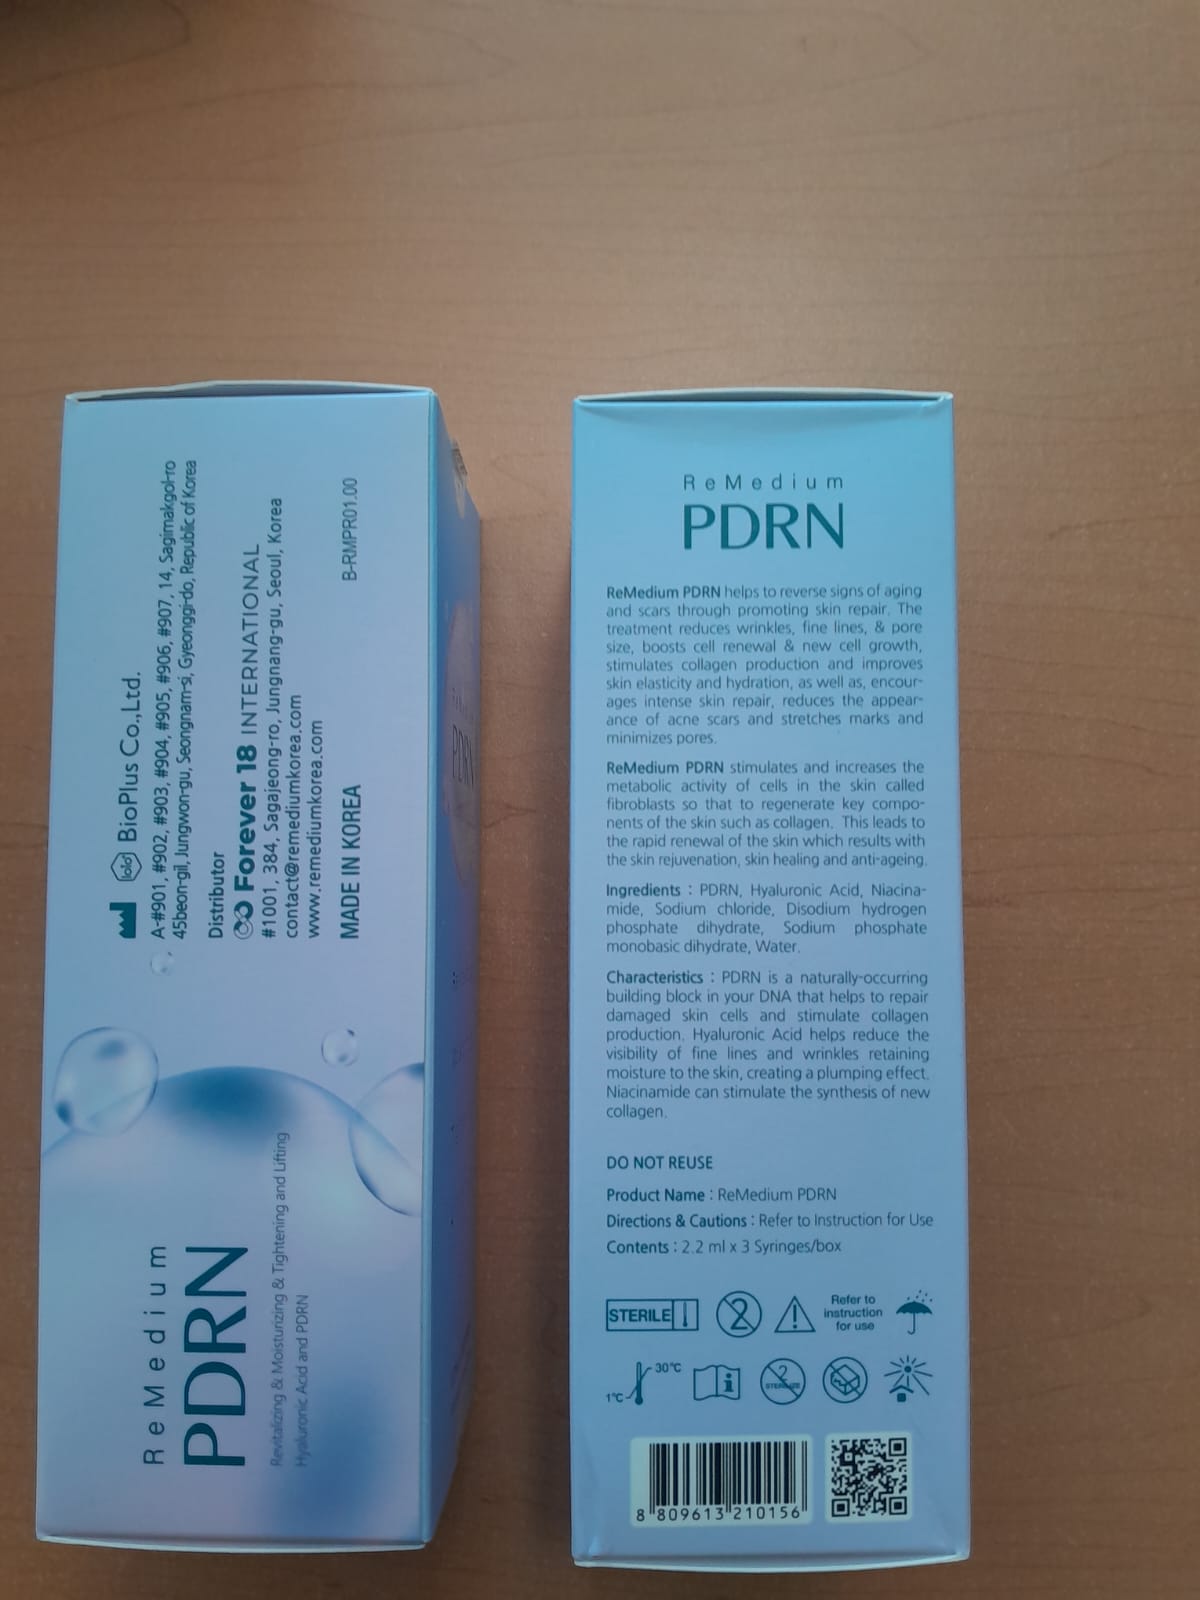 BioPlus Co.,Ltd.
A-#901, #902, #903, #904, #905, #906, #907, 14, Sagimakgol-ro
45beon-gil, Jungwon-gu, Seongnam-si, Gyeonggi-do, Republic of Korea
Distributor
Forever 18 INTERNATIONAL
#1001, 384, Sagajeong-ro, Jungnang-gu, Seoul, Korea
contact@remediumkorea.com
www.remediumkorea.com
MADE IN KOREA
B-RMPR01.00
ReMedium
PDRN
Revitalizing & Moisturizing & Tightening and Lifting
Hyaluronic Acid and PDRN
PDRN
ReMedium
PDRN
ReMedium PDRN helps to reverse signs of aging
and scars through promoting skin repair. The
treatment reduces wrinkles, fine lines, & pore
size, boosts cell renewal & new cell growth,
stimulates collagen production and improves
skin elasticity and hydration, as well as, encour-
ages intense skin repair, reduces the appear-
ance of acne scars and stretches marks and
minimizes pores.
ReMedium PDRN stimulates and increases the
metabolic activity of cells in the skin called
fibroblasts so that to regenerate key compo-
nents of the skin such as collagen. This leads to
the rapid renewal of the skin which results with
the skin rejuvenation, skin healing and anti-ageing.
Ingredients : PDRN, Hyaluronic Acid, Niacina-
mide, Sodium chloride, Disodium hydrogen
phosphate dihydrate, Sodium phosphate
monobasic dihydrate, Water.
Characteristics : PDRN is a naturally-occurring
building block in your DNA that helps to repair
damaged skin cells and stimulate collagen
production. Hyaluronic Acid helps reduce the
visibility of fine lines and wrinkles retaining
moisture to the skin, creating a plumping effect.
Niacinamide can stimulate the synthesis of new
collagen.
DO NOT REUSE
Product Name : ReMedium PDRN
Directions & Cautions : Refer to Instruction for Use
Contents : 2.2 ml x 3 Syringes/box
STERILE
2
Refer to
instruction
for use
1℃
30℃
i
2
STERILIZE
8 809613 210156